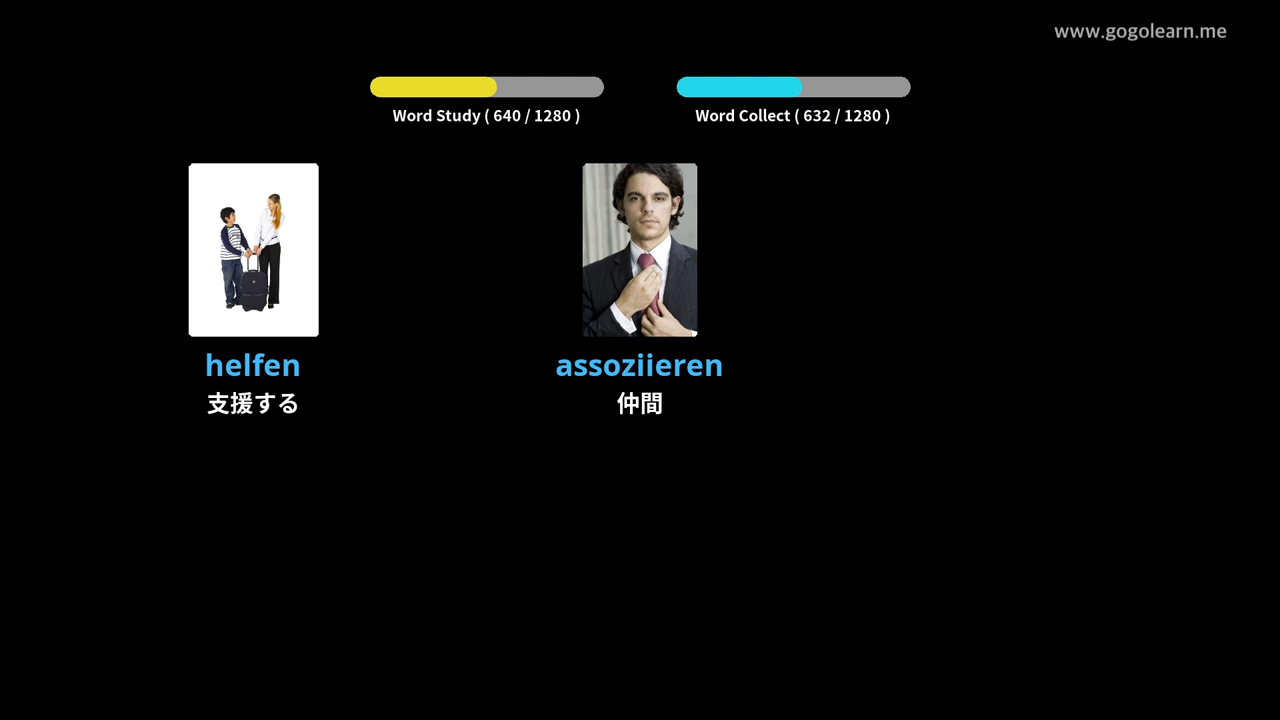 www.gogolearn.me
Word Study ( 640 / 1280 )
Word Collect ( 632 / 1280 )
helfen
支援する
assoziieren
仲間